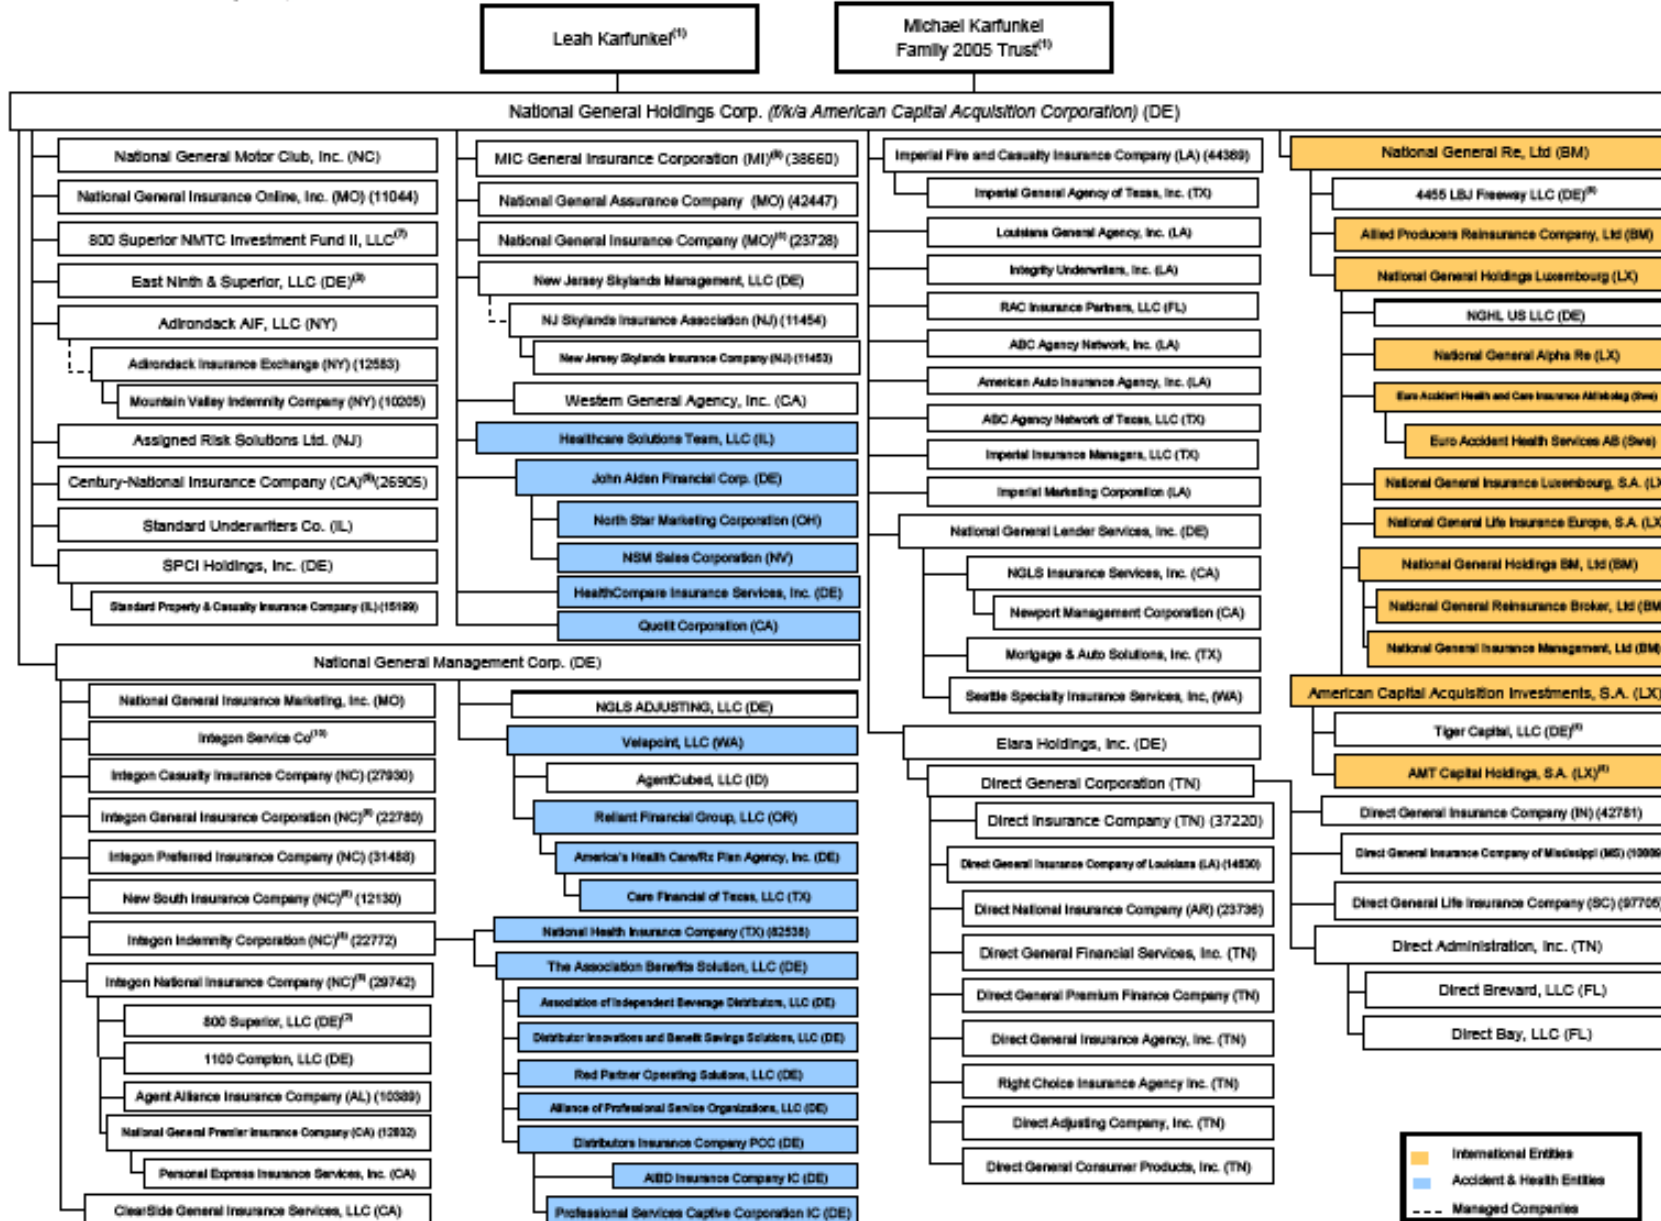 Leah Karfunkel(1)
Michael Karfunkel
Family 2005 Trust(1)
National General Holdings Corp. (f/k/a American Capital Acquisition Corporation) (DE)
National General Motor Club, Inc. (NC)
National General Insurance Online, Inc. (MO) (11044)
800 Superior NMTC Investment Fund II, LLC(7)
East Ninth & Superior, LLC (DE)
Adirondack AIF, LLC (NY)
Adirondack Insurance Exchange (NY) (12583)
Mountain Valley Indemnity Company (NY) (10205)
Assigned Risk Solutions Ltd. (NJ)
Century-National Insurance Company (CA) (26905)
Standard Underwriters Co. (IL)
SPCI Holdings, Inc. (DE)
Standard Property & Casualty Insurance Company (IL) (15199)
MIC General Insurance Corporation (MI) (38660)
National General Assurance Company (MO) (42447)
National General Insurance Company (MO) (23728)
New Jersey Skylands Management, LLC (DE)
NJ Skylands Insurance Association (NJ) (11454)
New Jersey Skylands Insurance Company (NJ) (11453)
Western General Agency, Inc. (CA)
Healthcare Solutions Team, LLC (IL)
John Alden Financial Corp. (DE)
North Star Marketing Corporation (OH)
NSM Sales Corporation (NV)
HealthCompare Insurance Services, Inc. (DE)
Quotit Corporation (CA)
Imperial Fire and Casualty Insurance Company (LA) (44369)
Imperial General Agency of Texas, Inc. (TX)
Louisiana General Agency, Inc. (LA)
Integrity Underwriters, Inc. (LA)
RAC Insurance Partners, LLC (FL)
ABC Agency Network, Inc. (LA)
American Auto Insurance Agency, Inc. (LA)
ABC Agency Network of Texas, LLC (TX)
Imperial Insurance Managers, LLC (TX)
Imperial Marketing Corporation (LA)
National General Lender Services, Inc. (DE)
NGLS Insurance Services, Inc. (CA)
Newport Management Corporation (CA)
Mortgage & Auto Solutions, Inc. (TX)
Seattle Specialty Insurance Services, Inc, (WA)
Elara Holdings, Inc. (DE)
Direct General Corporation (TN)
Direct Insurance Company (TN) (37220)
Direct General Insurance Company of Louisiana (LA)
Direct National Insurance Company (AR) (23736)
Direct General Financial Services, Inc. (TN)
Direct General Premium Finance Company (TN)
Direct General Insurance Agency, Inc. (TN)
Right Choice Insurance Agency Inc. (TN)
Direct Adjusting Company, Inc. (TN)
Direct General Consumer Products, Inc. (TN)
National General Re, Ltd (BM)
4455 LBJ Freeway LLC (DE)
Allied Producers Reinsurance Company, Ltd (BM)
National General Holdings Luxembourg (LX)
NGHL US LLC (DE)
National General Alpha Re (LX)
Euro Accident Health and Care Insurance Aktiebolag (Swe)
Euro Accident Health Services AB (Swe)
National General Insurance Luxembourg, S.A. (LX
National General Life Insurance Europe, S.A. (LX
National General Holdings BM, Ltd (BM)
National General Reinsurance Broker, Ltd (BM
National General Insurance Management, Ltd (BM)
American Capital Acquisition Investments, S.A. (LX)
Tiger Capital, LLC (DE)
AMT Capital Holdings, S.A. (LX)
Direct General Insurance Company (IN) (42781)
Direct General Insurance Company of Mississippi (MS)
Direct General Life Insurance Company (SC) (97705)
Direct Administration, Inc. (TN)
Direct Brevard, LLC (FL)
Direct Bay, LLC (FL)
National General Management Corp. (DE)
National General Insurance Marketing, Inc. (MO)
Integon Service Co(10)
Integon Casualty Insurance Company (NC) (27930)
Integon General Insurance Corporation (NC) (22780)
Integon Preferred Insurance Company (NC) (31488)
New South Insurance Company (NC) (12130)
Integon Indemnity Corporation (NC) (22772)
Integon National Insurance Company (NC) (29742)
800 Superior, LLC (DE)
1100 Compton, LLC (DE)
Agent Alliance Insurance Company (AL) (10389)
National General Premier Insurance Company (CA)
Personal Express Insurance Services, Inc. (CA)
ClearSide General Insurance Services, LLC (CA)
NGLS ADJUSTING, LLC (DE)
Velapoint, LLC (WA)
AgentCubed, LLC (ID)
Reliant Financial Group, LLC (OR)
America's Health Care/Rx Plan Agency, Inc. (DE)
Care Financial of Texas, LLC (TX)
National Health Insurance Company (TX) (82538)
The Association Benefits Solution, LLC (DE)
Association of Independent Beverage Distributors, LLC (DE)
Distributor Innovations and Benefit Savings Solutions, LLC (DE)
Red Partner Operating Solutions, LLC (DE)
Alliance of Professional Service Organizations, LLC (DE)
Distributors Insurance Company PCC (DE)
AIBD Insurance Company IC (DE)
Professional Services Captive Corporation IC (DE)
International Entities
Accident & Health Entities
Managed Companies